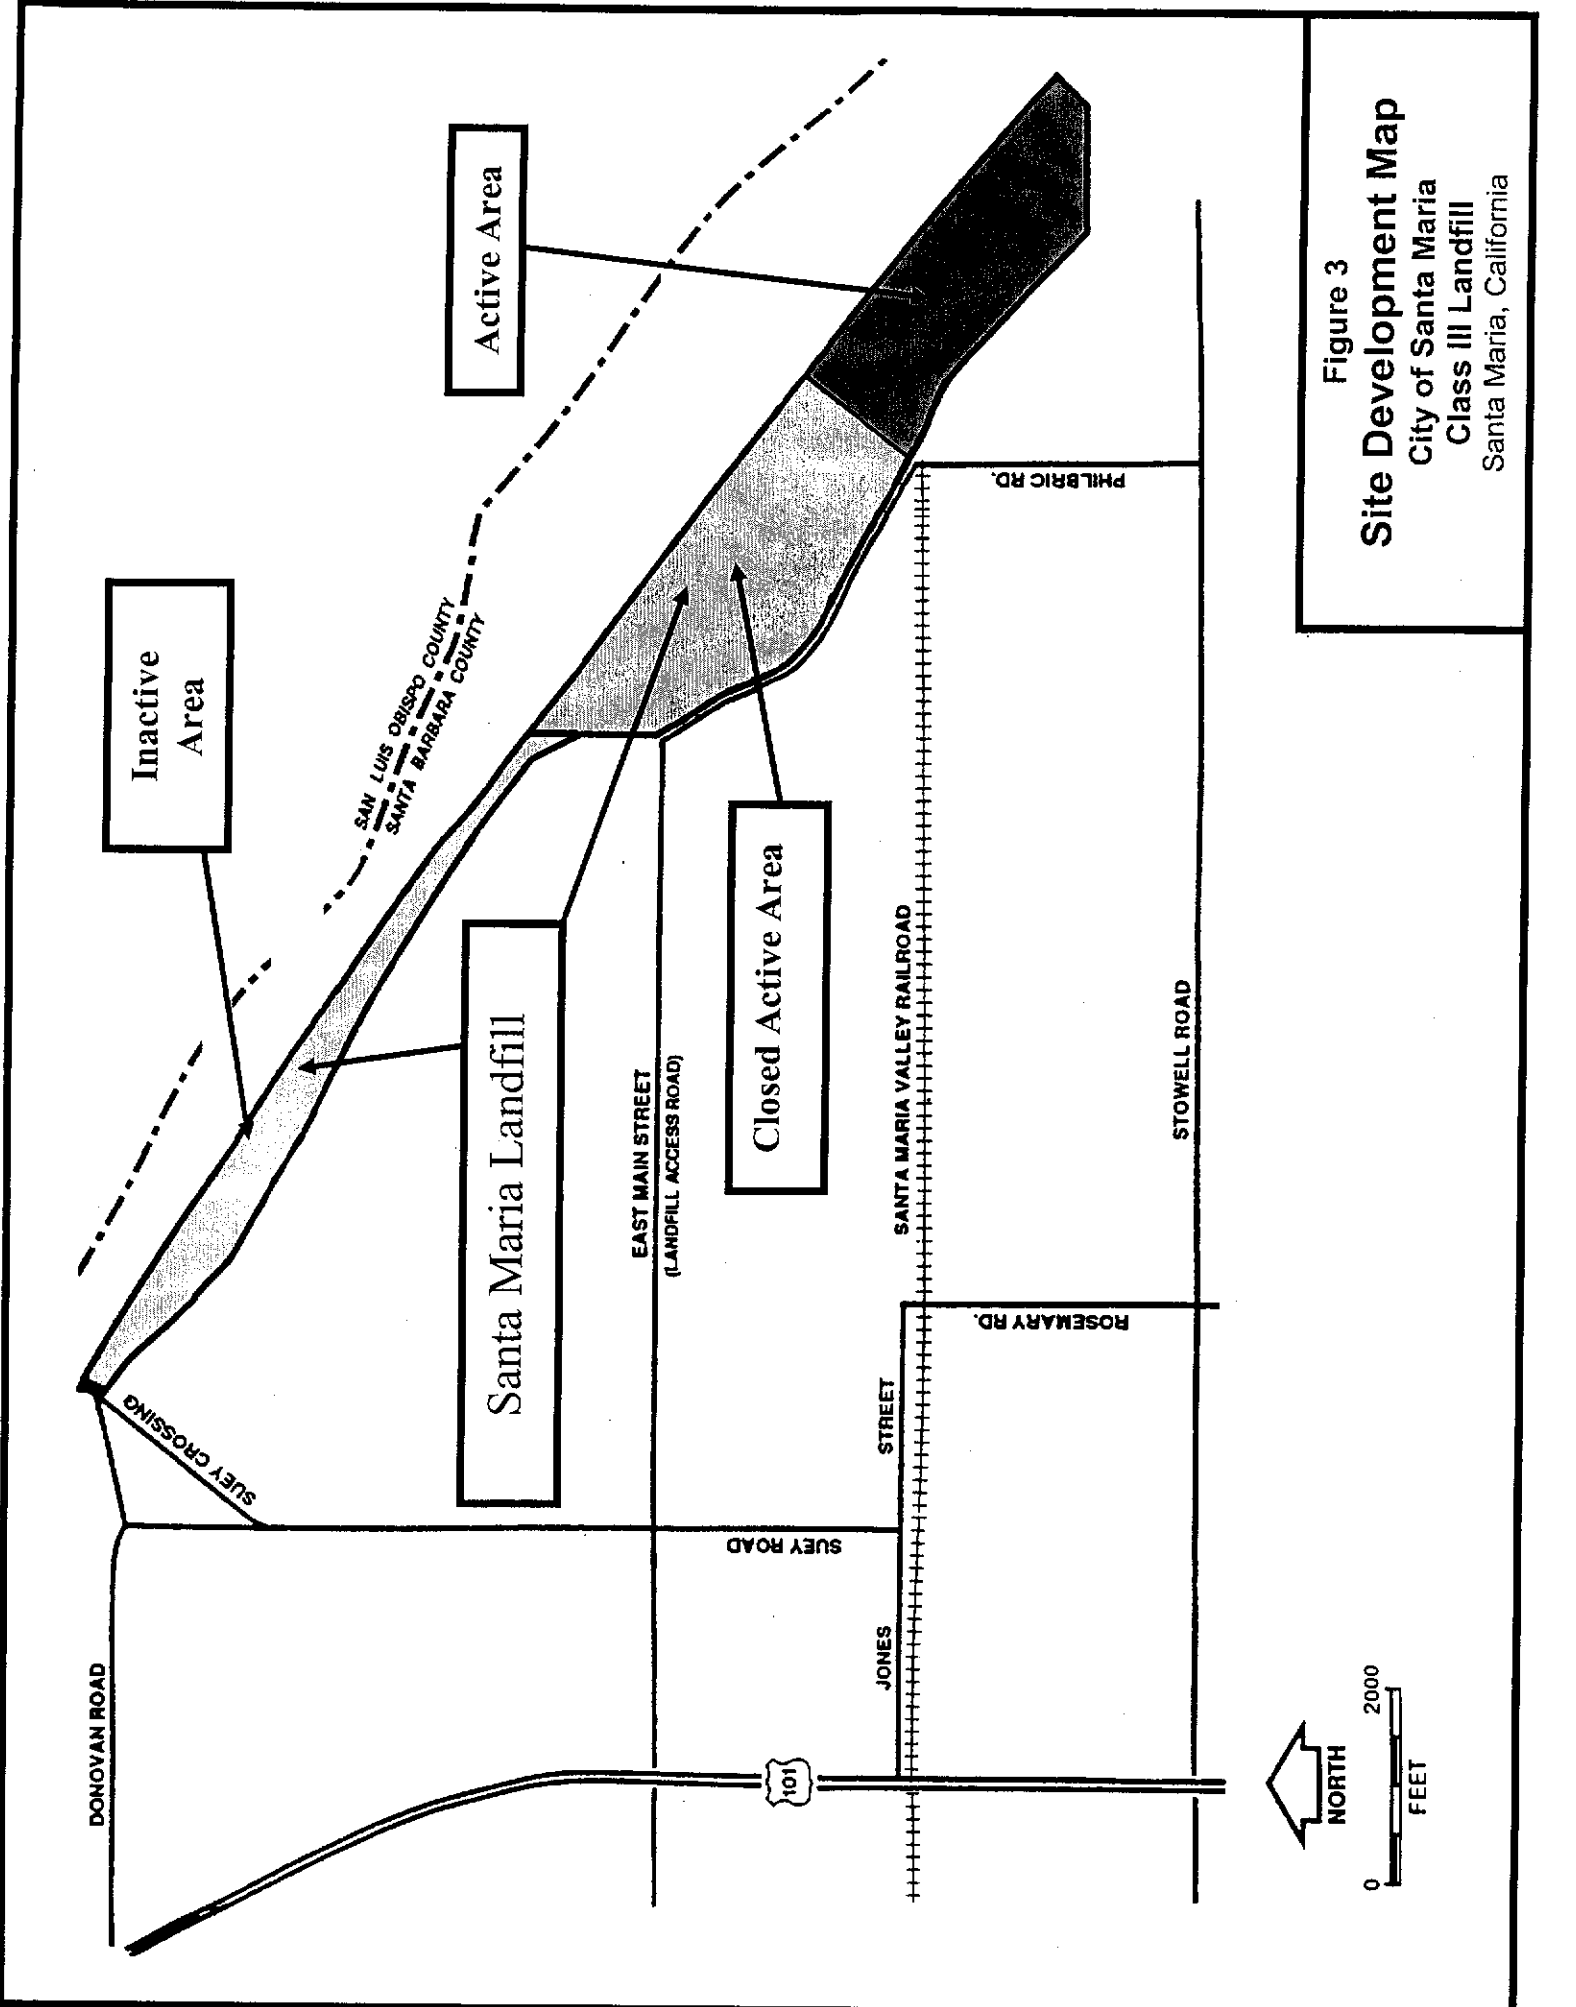 Inactive
Area
Active Area
SAN LUIS OBISPO COUNTY
SANTA BARBARA COUNTY
Santa Maria Landfill
Closed Active Area
DONOVAN ROAD
SUEY CROSSING
EAST MAIN STREET
(LANDFILL ACCESS ROAD)
SUEY ROAD
101
JONES STREET
SANTA MARIA VALLEY RAILROAD
PHILBRIC RD.
ROSEMARY RD.
STOWELL ROAD
NORTH
0 2000
FEET
Figure 3
Site Development Map
City of Santa Maria
Class III Landfill
Santa Maria, California